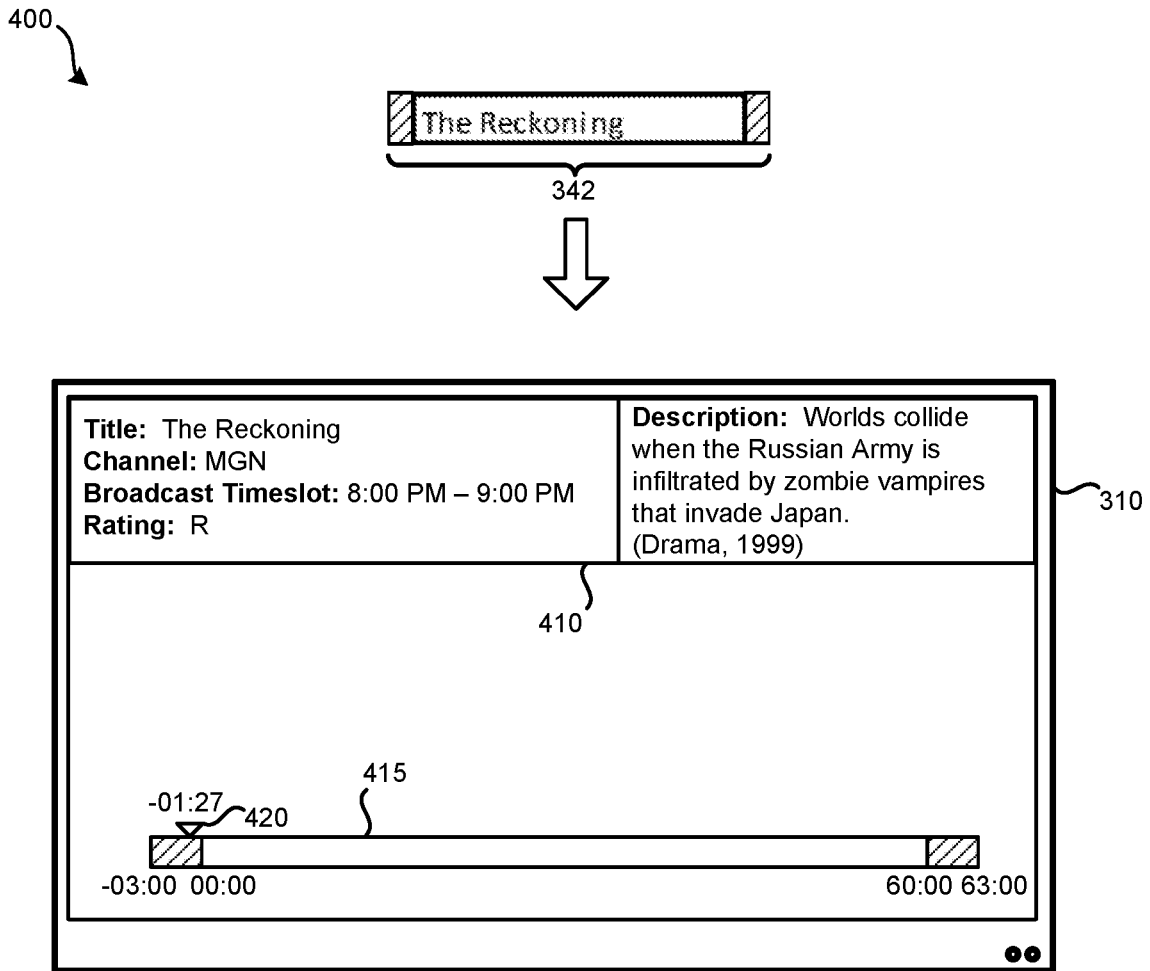 400
The Reckoning
342
Title: The Reckoning
Channel: MGN
Broadcast Timeslot: 8:00 PM – 9:00 PM
Rating: R
Description: Worlds collide
when the Russian Army is
infiltrated by zombie vampires
that invade Japan.
(Drama, 1999)
310
410
415
-01:27
420
-03:00 00:00
60:00 63:00